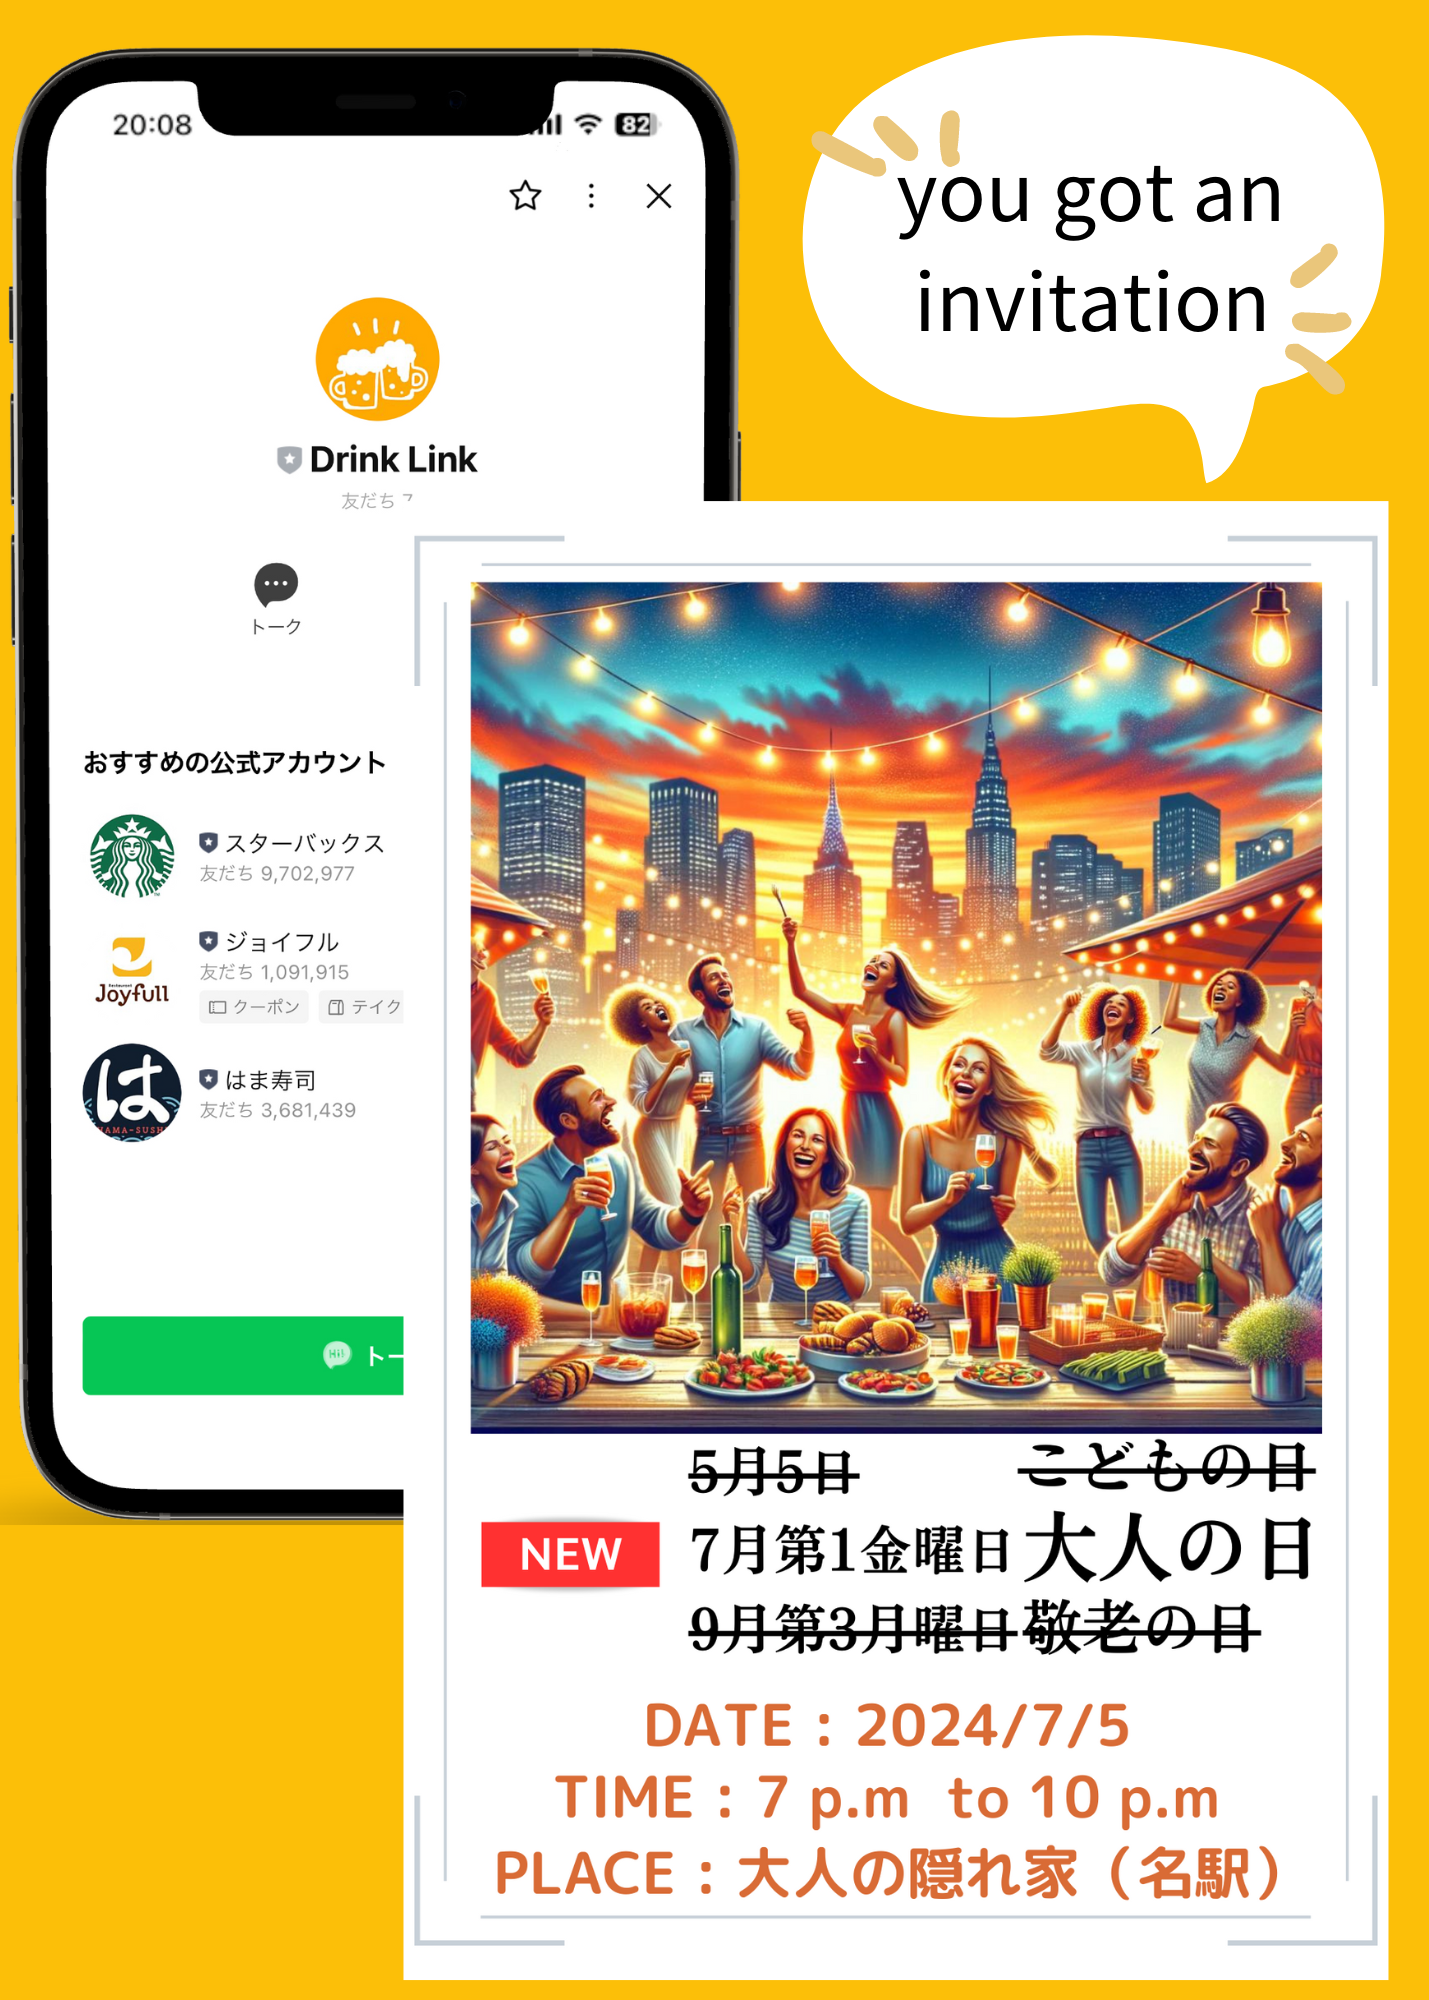 20:08
82
you got an
invitation
Drink Link
友だち 7
トーク
おすすめの公式アカウント
スターバックス
友だち 9,702,977
ジョイフル
友だち 1,091,915
Restaurant
Joyfull
クーポン
テイク
は
HAMA-SUSHI
はま寿司
友だち 3,681,439
Hi!
トー
5月5日 こどもの日
NEW 7月第1金曜日 大人の日
9月第3月曜日 敬老の日
DATE : 2024/7/5
TIME : 7 p.m to 10 p.m
PLACE : 大人の隠れ家（名駅）